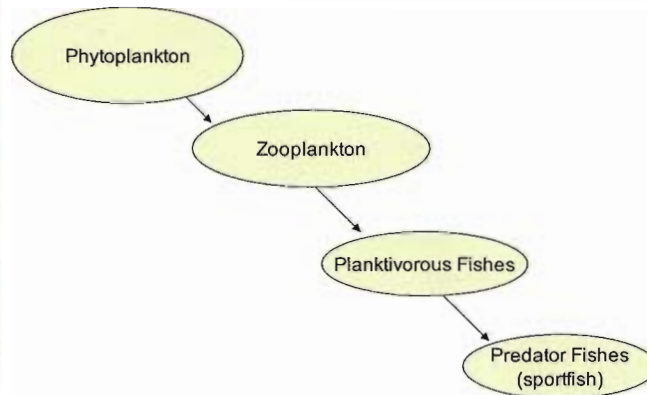 Phytoplankton
Zooplankton
Planktivorous Fishes
Predator Fishes
(sportfish)